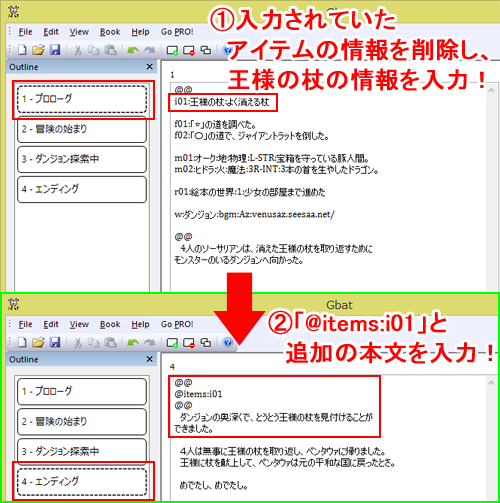 ①入力されていた
アイテムの情報を削除し、
王様の杖の情報を入力！
File Edit View Book Help Go PRO!
Outline
1 - プロローグ
2 - 冒険の始まり
3 - ダンジョン探索中
4 - エンディング
1
@@
i01:王様の杖:よく消える杖
f01:「*」の道を調べた。
f02:「〇」の道で、ジャイアントラットを倒した。
m01:オーク:地:物理:L-STR:宝箱を守っている豚人間。
m02:ヒドラ:火:魔法:3R-INT:3本の首を生やしたドラゴン。
r01:絵本の世界:1:少女の部屋まで進めた
w:ダンジョン:bgm:Az:venusaz.seesaa.net/
@@
4人のソーサリアンは、消えた王様の杖を取り返すために
モンスターのいるダンジョンへ向かった。
Gbat
②「@items:i01」と
追加の本文を入力！
File Edit View Book Help Go PRO!
Outline
1 - プロローグ
2 - 冒険の始まり
3 - ダンジョン探索中
4 - エンディング
4
@@
@items:i01
@@
ダンジョンの奥深くで、とうとう王様の杖を見付けることが
できました。
4人は無事に王様の杖を取り返し、ペンタウァに帰りました。
王様に杖を献上して、ペンタウァは元の平和な国に戻ったとさ。
めでたし、めでたし。